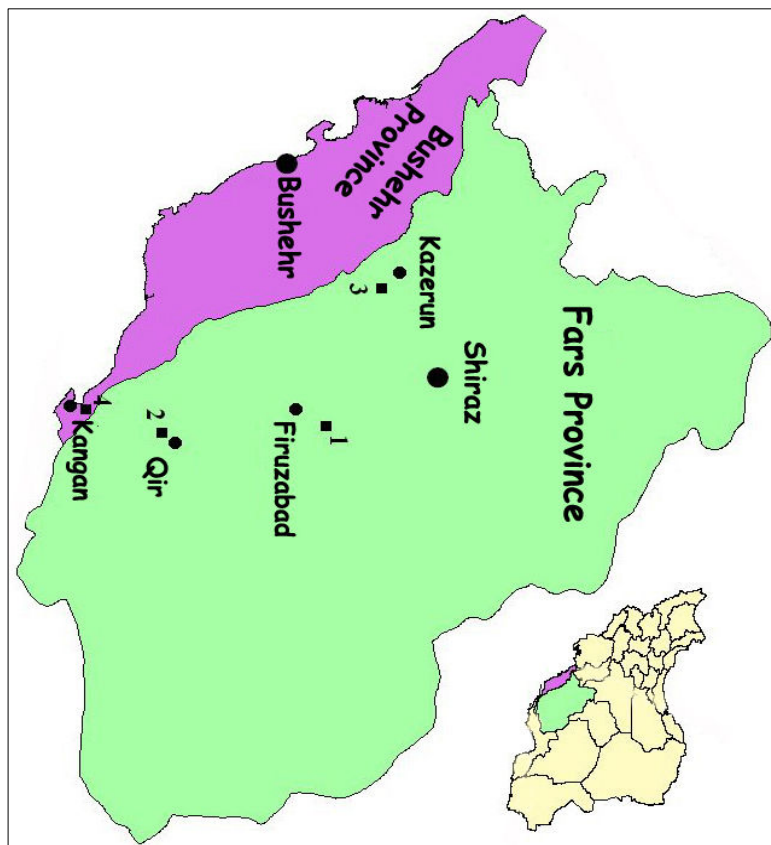 Fars Province
Shiraz
Bushehr
Province
Kazerun
3
1
Bushehr
Firuzabad
2
Qir
4
Kangan